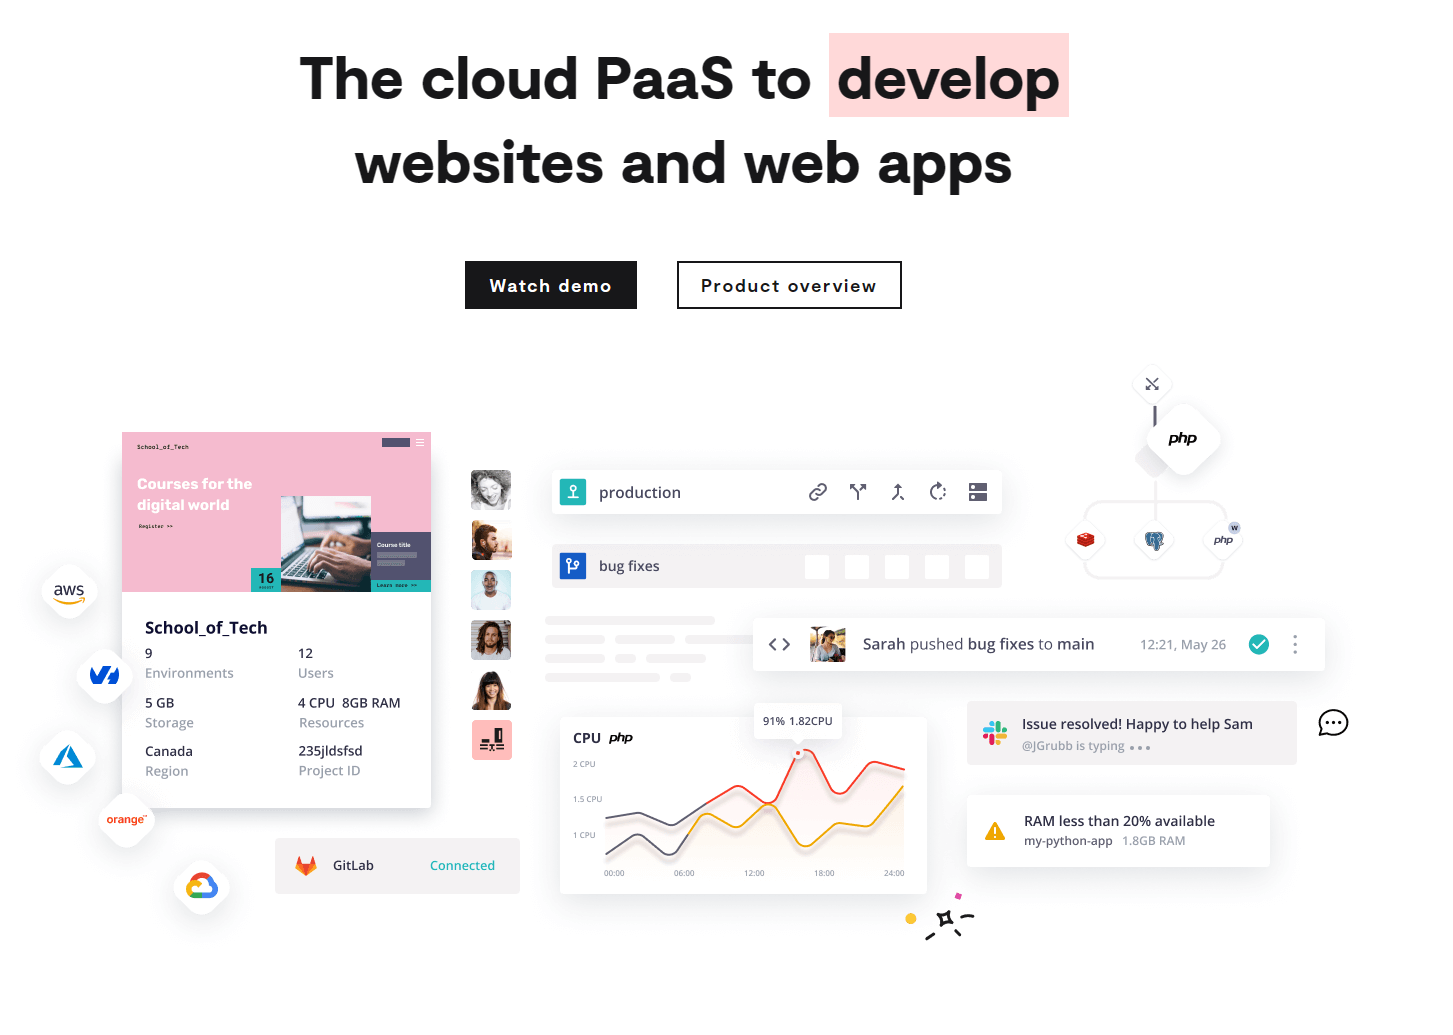 The cloud PaaS to develop
websites and web apps
Watch demo
Product overview
php
School_of_Tech
Courses for the
digital world
Register >>
Course title
16
AUGUST
Learn more >>
production
bug fixes
php
W
aws
School_of_Tech
9
Environments
12
Users
5 GB
Storage
4 CPU 8GB RAM
Resources
Canada
Region
235jldsfsd
Project ID
orange™
GitLab
Connected
Sarah pushed bug fixes to main
12:21, May 26
91% 1.82CPU
CPU php
2 CPU
1.5 CPU
1 CPU
00:00 06:00 12:00 18:00 24:00
Issue resolved! Happy to help Sam
@JGrubb is typing
RAM less than 20% available
my-python-app 1.8GB RAM